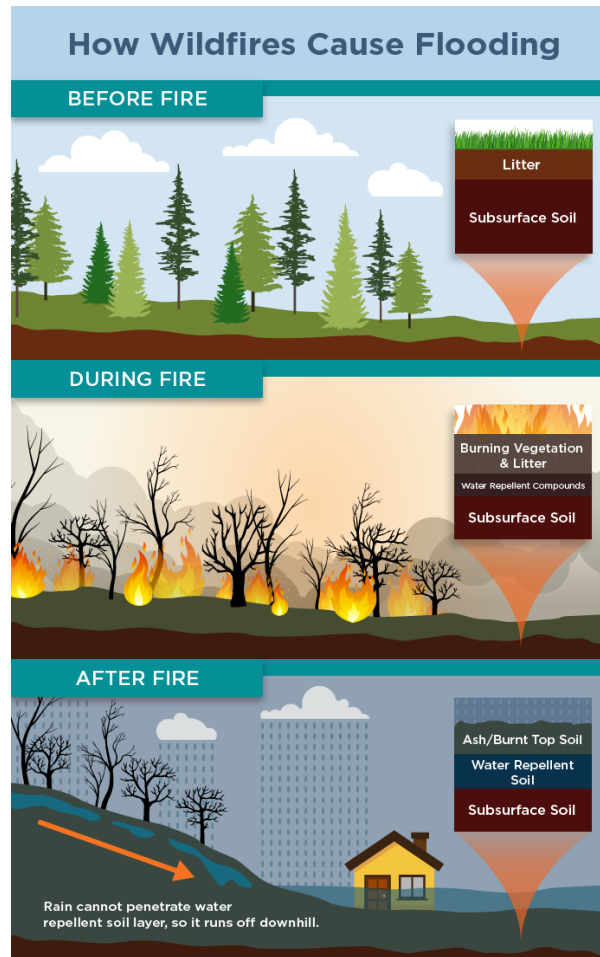 How Wildfires Cause Flooding
BEFORE FIRE
Litter
Subsurface Soil
DURING FIRE
Burning Vegetation
& Litter
Water Repellent Compounds
Subsurface Soil
AFTER FIRE
Ash/Burnt Top Soil
Water Repellent
Soil
Subsurface Soil
Rain cannot penetrate water
repellent soil layer, so it runs off downhill.